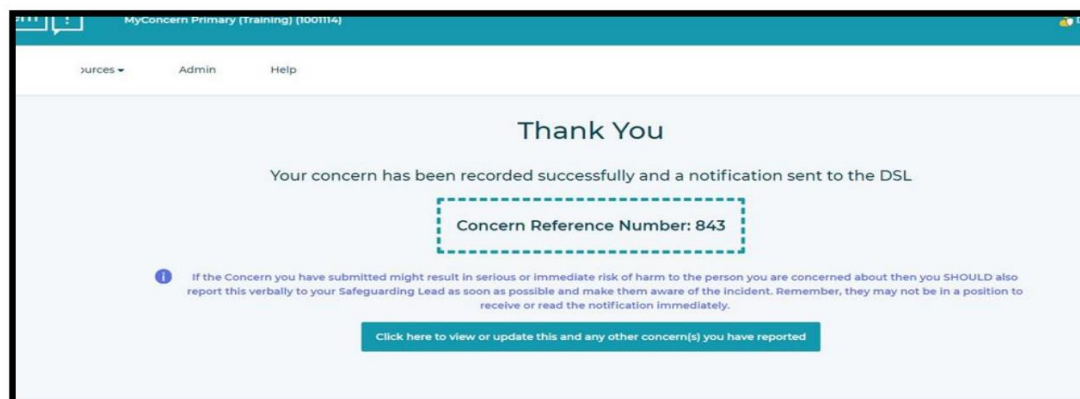 MyConcern Primary (Training) (1001114)
Admin
Help
Thank You
Your concern has been recorded successfully and a notification sent to the DSL
Concern Reference Number: 843
If the Concern you have submitted might result in serious or immediate risk of harm to the person you are concerned about then you SHOULD also
report this verbally to your Safeguarding Lead as soon as possible and make them aware of the incident. Remember, they may not be in a position to
receive or read the notification immediately.
Click here to view or update this and any other concern(s) you have reported